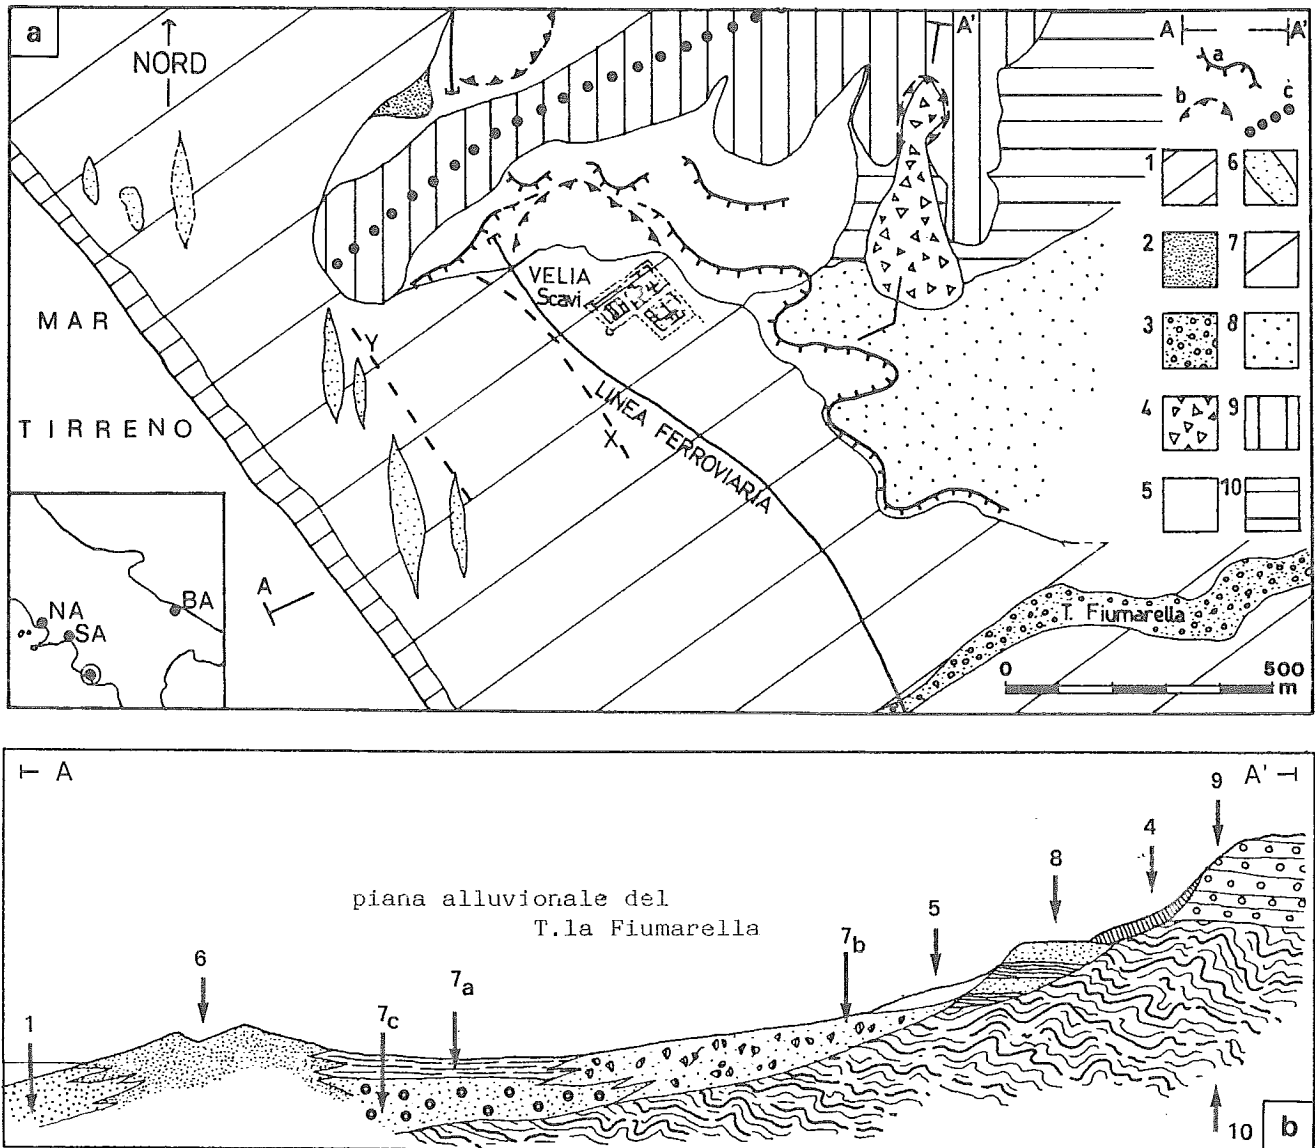 a
NORD
A'
A A'
a
b ċ
1 6
2 7
3 8
4 9
5 10
VELIA
Scavi
MAR
TIRRENO
Y
X
LINEA FERROVIARIA
A
NA
SA
BA
T. Fiumarella
0 500
m
A A'
piana alluvionale del
T.la Fiumarella
1
6
7c
7a
7b
5
8
4
9
10
b